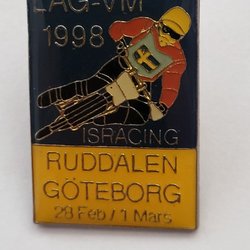 LAG-VM
1998
ISRACING
RUDDALEN
GÖTEBORG
28 Feb / 1 Mars